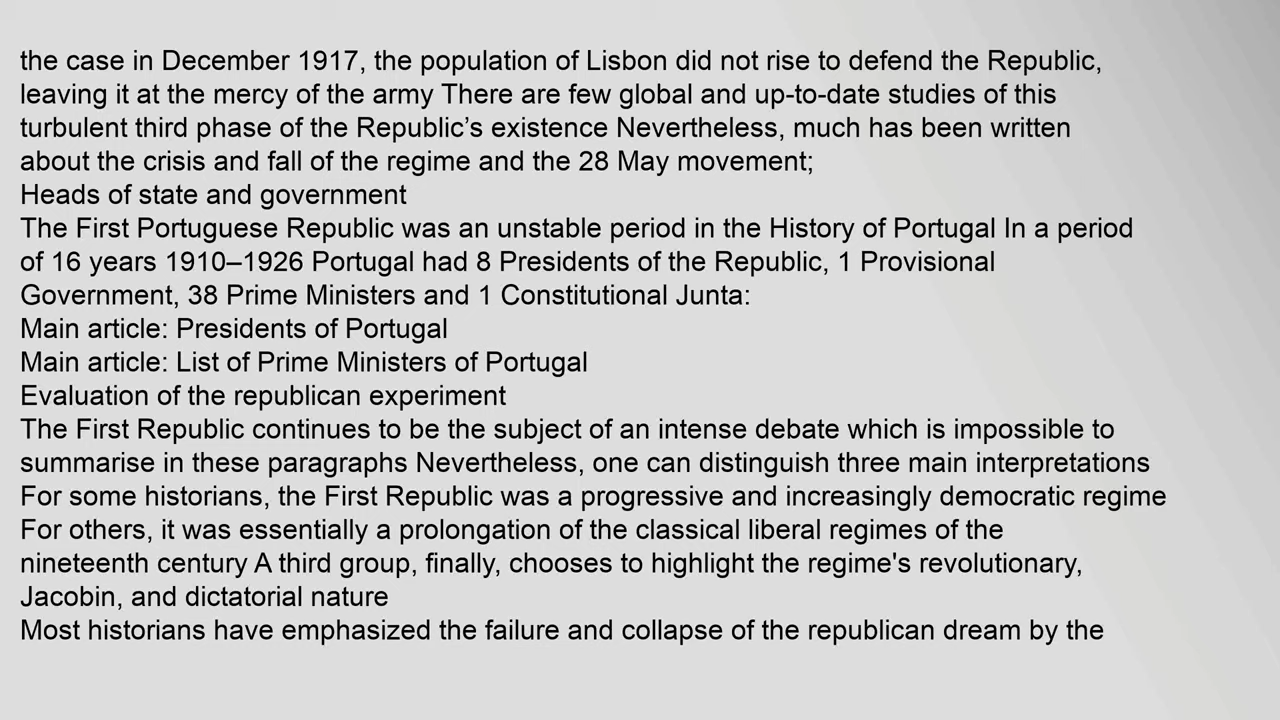 the case in December 1917, the population of Lisbon did not rise to defend the Republic,
leaving it at the mercy of the army There are few global and up-to-date studies of this
turbulent third phase of the Republic’s existence Nevertheless, much has been written
about the crisis and fall of the regime and the 28 May movement;
Heads of state and government
The First Portuguese Republic was an unstable period in the History of Portugal In a period
of 16 years 1910–1926 Portugal had 8 Presidents of the Republic, 1 Provisional
Government, 38 Prime Ministers and 1 Constitutional Junta:
Main article: Presidents of Portugal
Main article: List of Prime Ministers of Portugal
Evaluation of the republican experiment
The First Republic continues to be the subject of an intense debate which is impossible to
summarise in these paragraphs Nevertheless, one can distinguish three main interpretations
For some historians, the First Republic was a progressive and increasingly democratic regime
For others, it was essentially a prolongation of the classical liberal regimes of the
nineteenth century A third group, finally, chooses to highlight the regime's revolutionary,
Jacobin, and dictatorial nature
Most historians have emphasized the failure and collapse of the republican dream by the